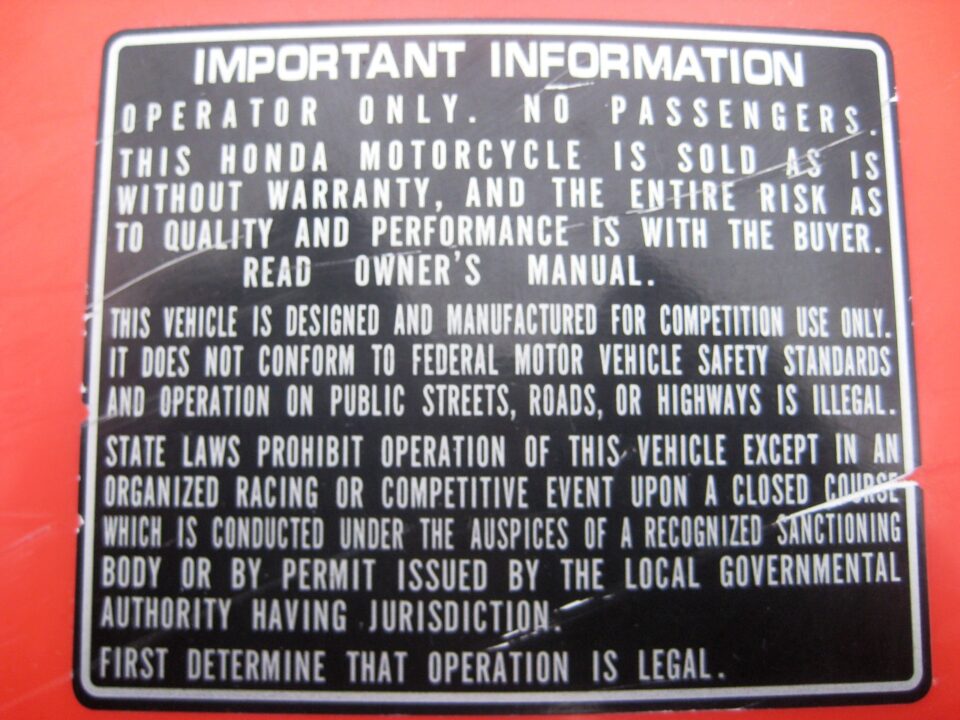 IMPORTANT INFORMATION
OPERATOR ONLY. NO PASSENGERS.
THIS HONDA MOTORCYCLE IS SOLD AS IS
WITHOUT WARRANTY, AND THE ENTIRE RISK AS
TO QUALITY AND PERFORMANCE IS WITH THE BUYER.
READ OWNER'S MANUAL.
THIS VEHICLE IS DESIGNED AND MANUFACTURED FOR COMPETITION USE ONLY.
IT DOES NOT CONFORM TO FEDERAL MOTOR VEHICLE SAFETY STANDARDS
AND OPERATION ON PUBLIC STREETS, ROADS, OR HIGHWAYS IS ILLEGAL.
STATE LAWS PROHIBIT OPERATION OF THIS VEHICLE EXCEPT IN AN
ORGANIZED RACING OR COMPETITIVE EVENT UPON A CLOSED COURSE
WHICH IS CONDUCTED UNDER THE AUSPICES OF A RECOGNIZED SANCTIONING
BODY OR BY PERMIT ISSUED BY THE LOCAL GOVERNMENTAL
AUTHORITY HAVING JURISDICTION.
FIRST DETERMINE THAT OPERATION IS LEGAL.